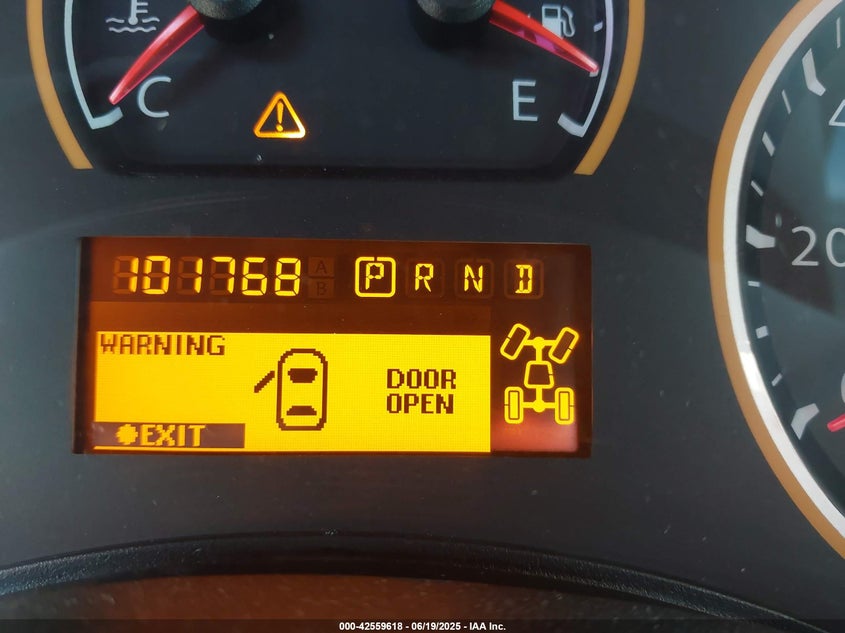 C E
101768 A B P R N D
20
WARNING
DOOR
OPEN
EXIT
000-42559618 - 06/19/2025 - IAA Inc.